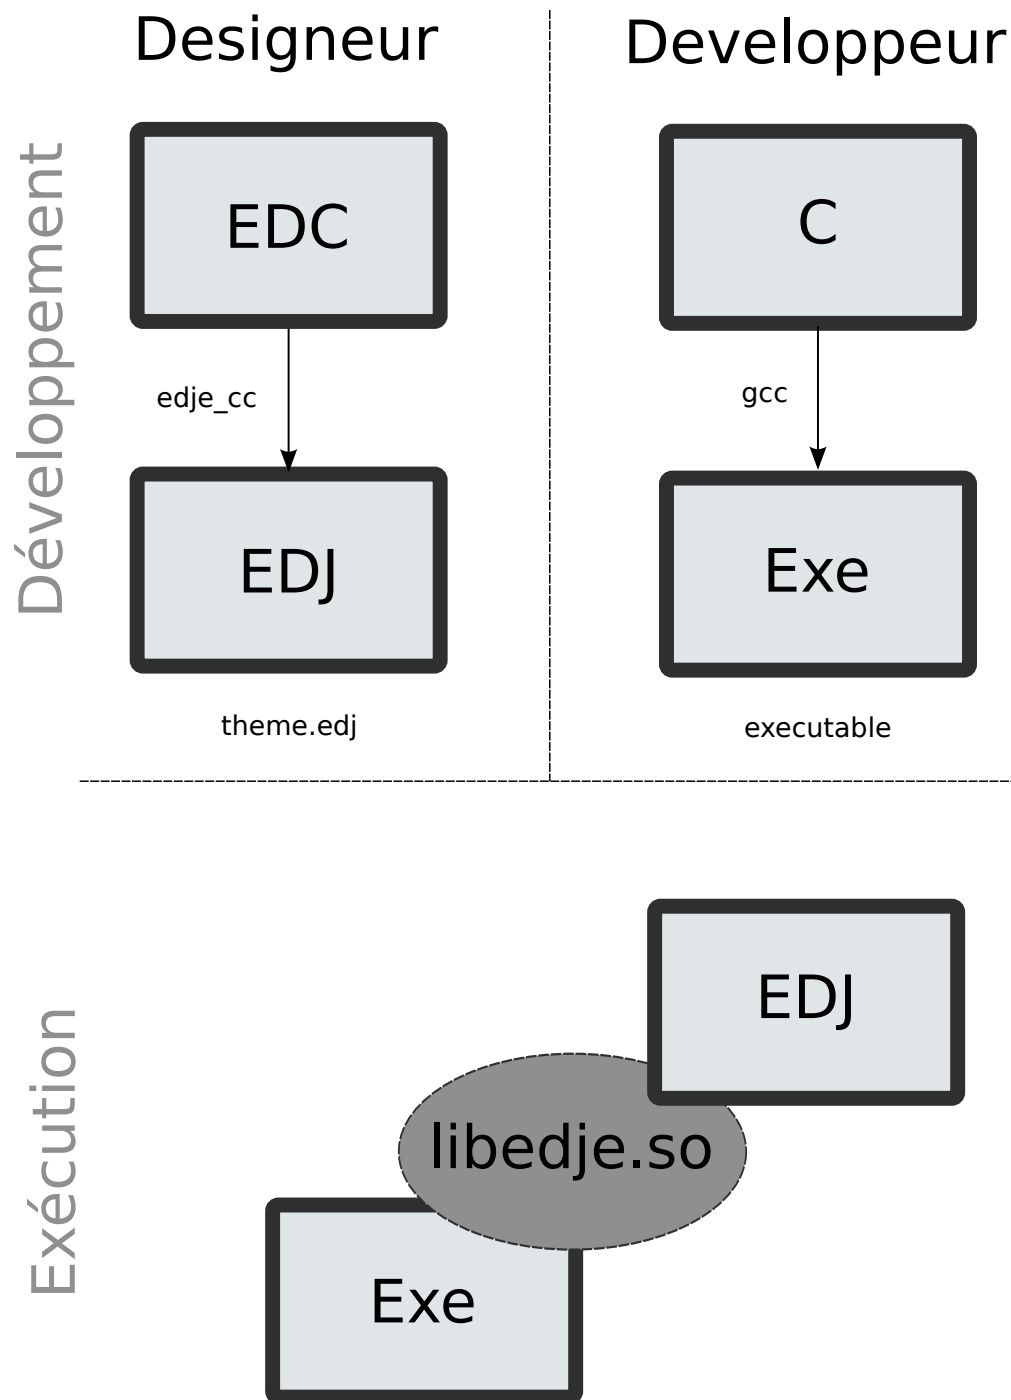 Designeur
Developpeur
Développement
EDC
C
edje_cc
gcc
EDJ
Exe
theme.edj
executable
Exécution
EDJ
libedje.so
Exe